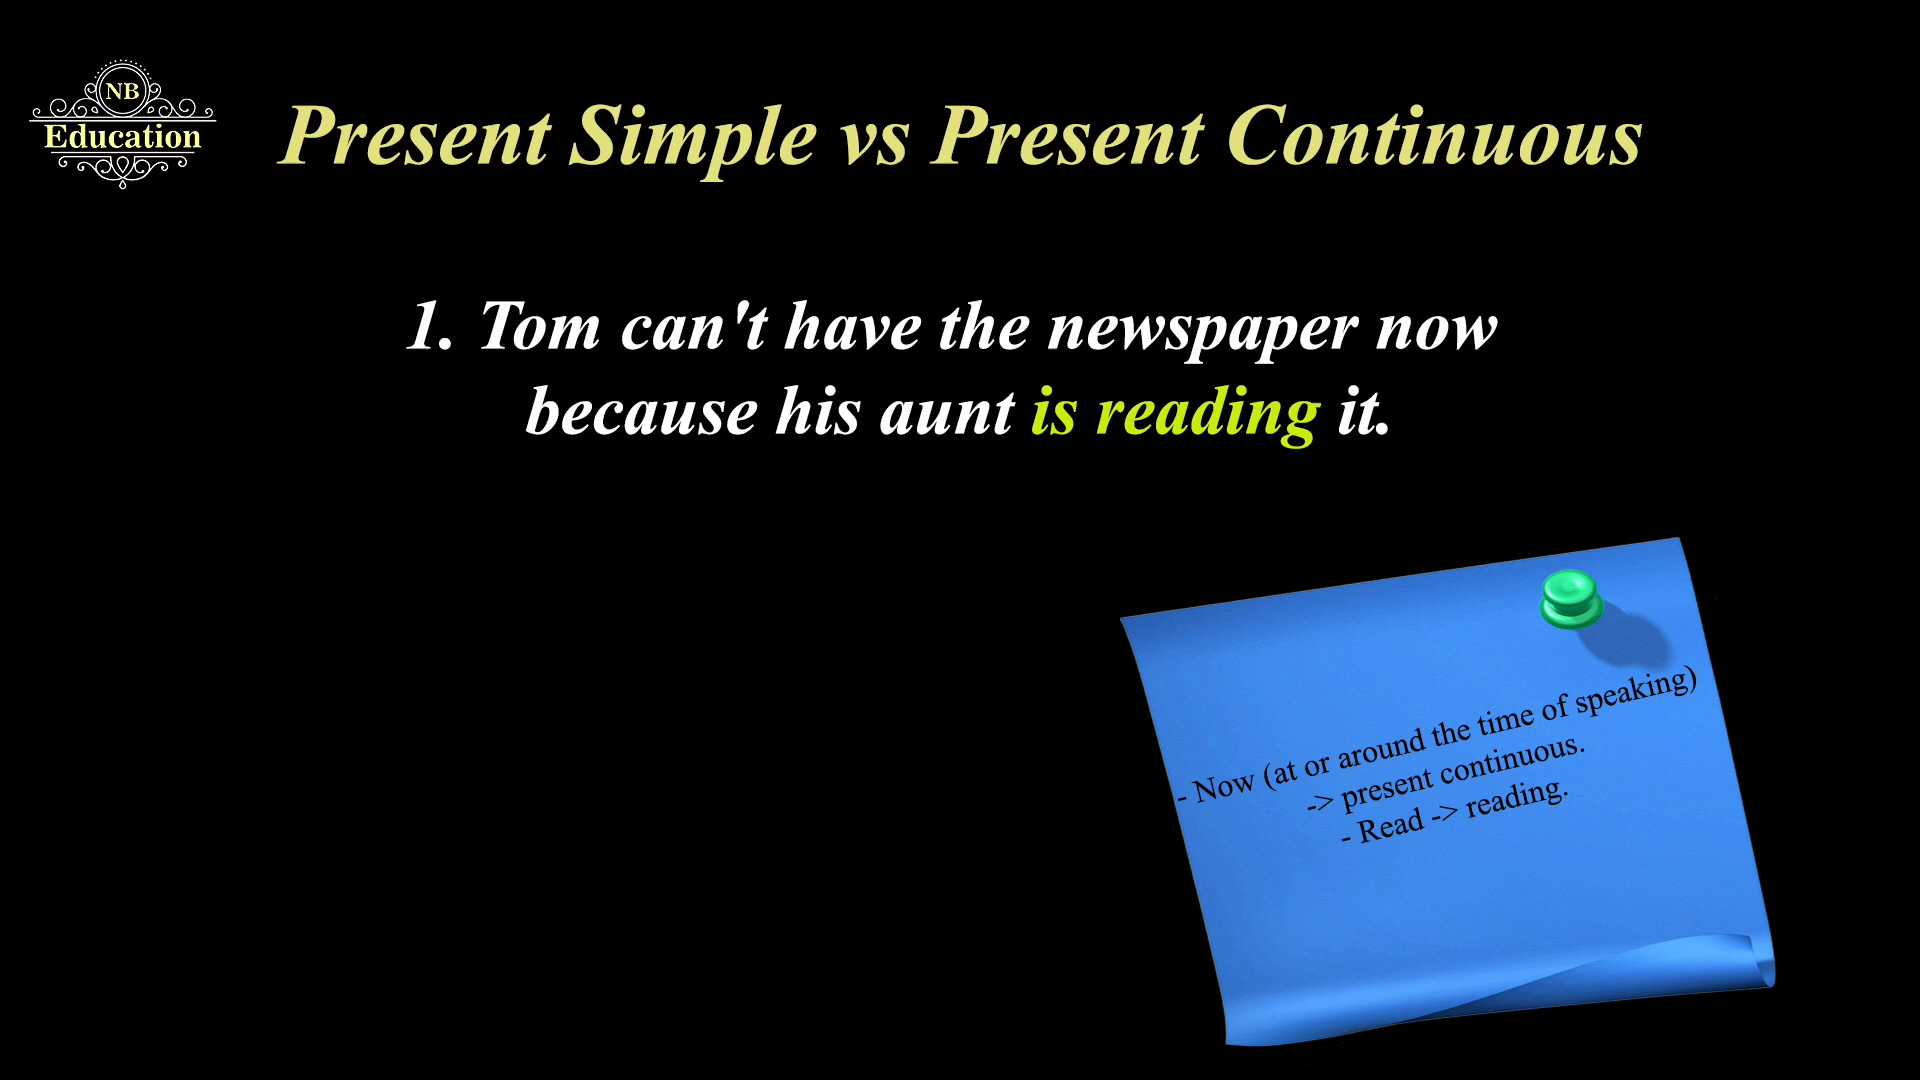 NB
Education
Present Simple vs Present Continuous
1. Tom can't have the newspaper now
because his aunt is reading it.
- Now (at or around the time of speaking)
-> present continuous.
- Read -> reading.